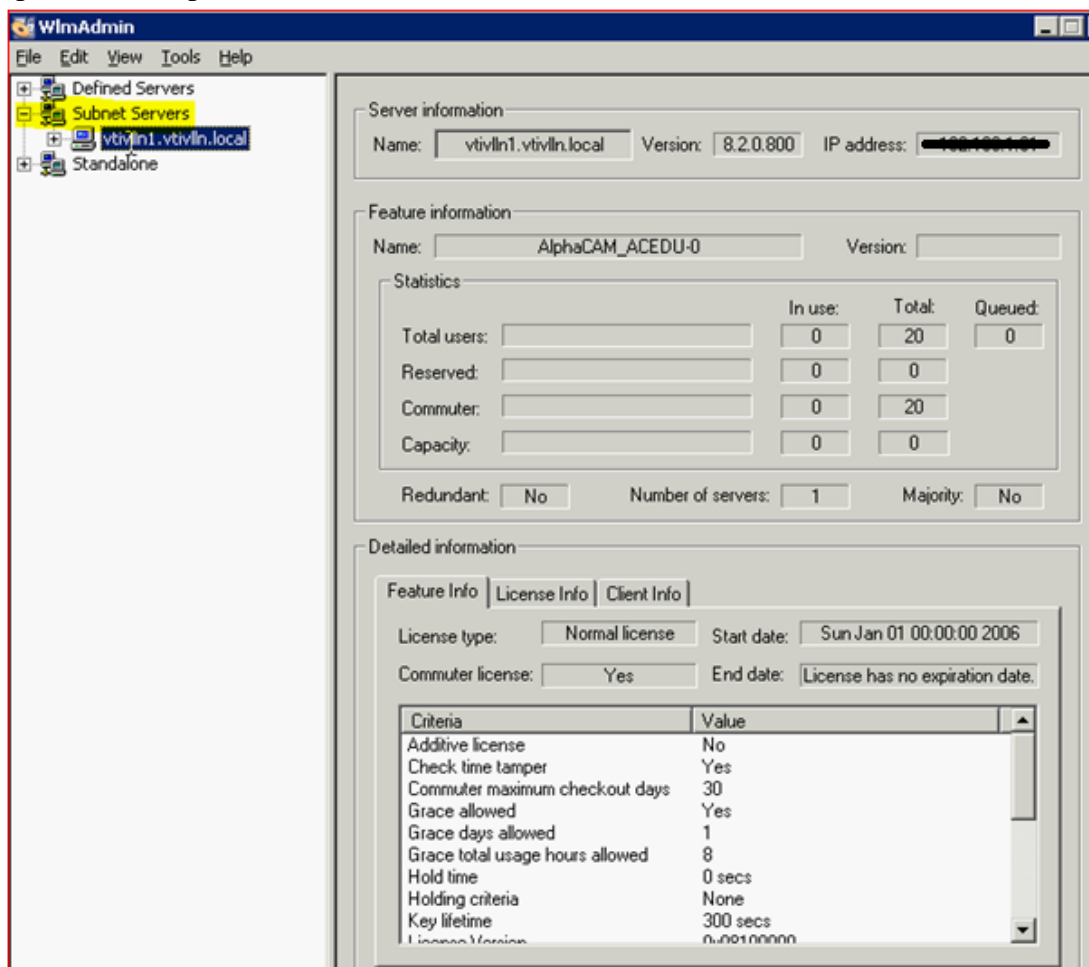 WlmAdmin
File Edit View Tools Help
Defined Servers
Subnet Servers
vtivlln1.vtivlln.local
Standalone
Server information
Name: vtivlln1.vtivlln.local Version: 8.2.0.800 IP address:
Feature information
Name: AlphaCAM_ACEDU-0 Version:
Statistics
In use: Total: Queued:
Total users: 0 20 0
Reserved: 0 0
Commuter: 0 20
Capacity: 0 0
Redundant: No Number of servers: 1 Majority: No
Detailed information
Feature Info License Info Client Info
License type: Normal license Start date: Sun Jan 01 00:00:00 2006
Commuter license: Yes End date: License has no expiration date.
Criteria Value
Additive license No
Check time tamper Yes
Commuter maximum checkout days 30
Grace allowed Yes
Grace days allowed 1
Grace total usage hours allowed 8
Hold time 0 secs
Holding criteria None
Key lifetime 300 secs
License Version 0x08100000